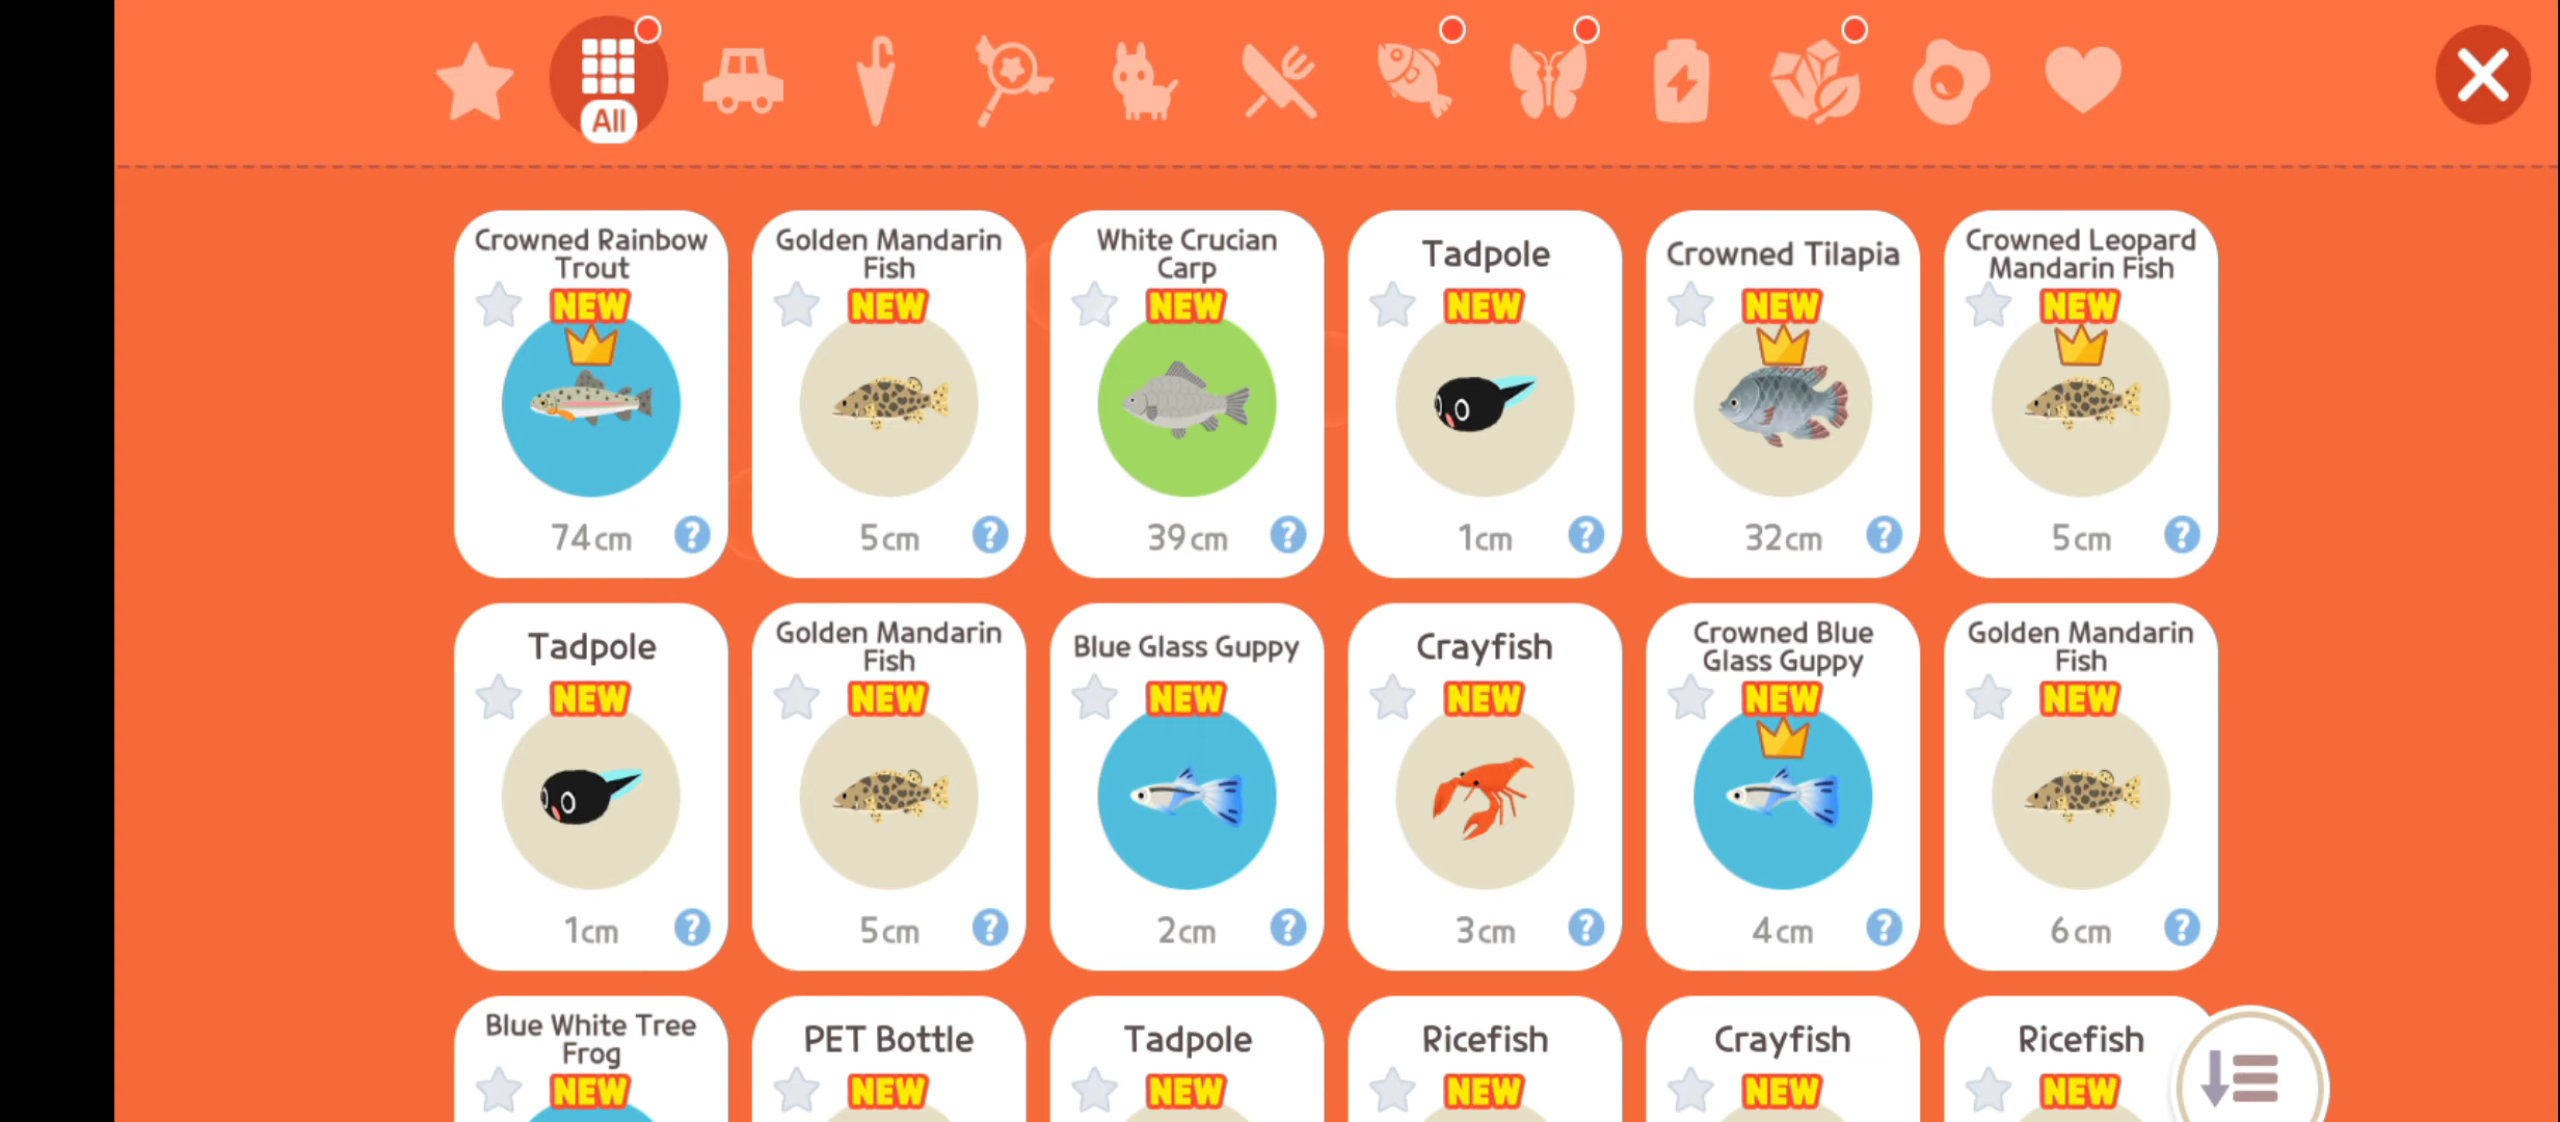 All
Crowned Rainbow
Trout
NEW
74cm
?
Golden Mandarin
Fish
NEW
5cm
?
White Crucian
Carp
NEW
39cm
?
Tadpole
NEW
1cm
?
Crowned Tilapia
NEW
32cm
?
Crowned Leopard
Mandarin Fish
NEW
5cm
?
Tadpole
NEW
1cm
?
Golden Mandarin
Fish
NEW
5cm
?
Blue Glass Guppy
NEW
2cm
?
Crayfish
NEW
3cm
?
Crowned Blue
Glass Guppy
NEW
4cm
?
Golden Mandarin
Fish
NEW
6cm
?
Blue White Tree
Frog
NEW
PET Bottle
NEW
Tadpole
NEW
Ricefish
NEW
Crayfish
NEW
Ricefish
NEW